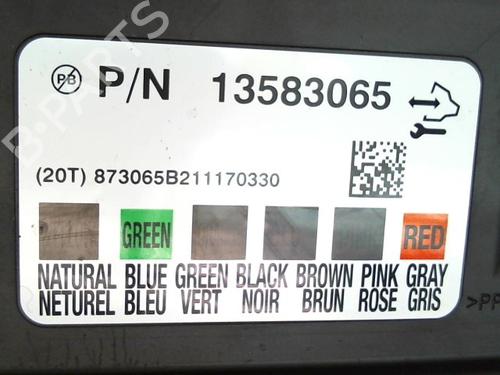 PB P/N 13583065
(20T) 873065B211170330
GREEN RED
NATURAL BLUE GREEN BLACK BROWN PINK GRAY
NETUREL BLEU VERT NOIR BRUN ROSE GRIS
>PP
B-PARTS